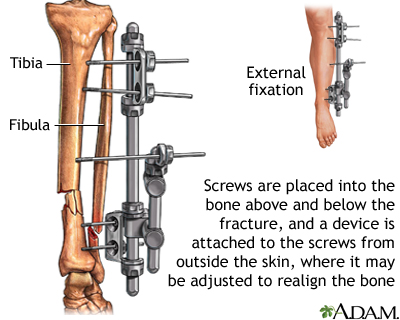 Tibia
Fibula
External
fixation
Screws are placed into the
bone above and below the
fracture, and a device is
attached to the screws from
outside the skin, where it may
be adjusted to realign the bone
ADAM.